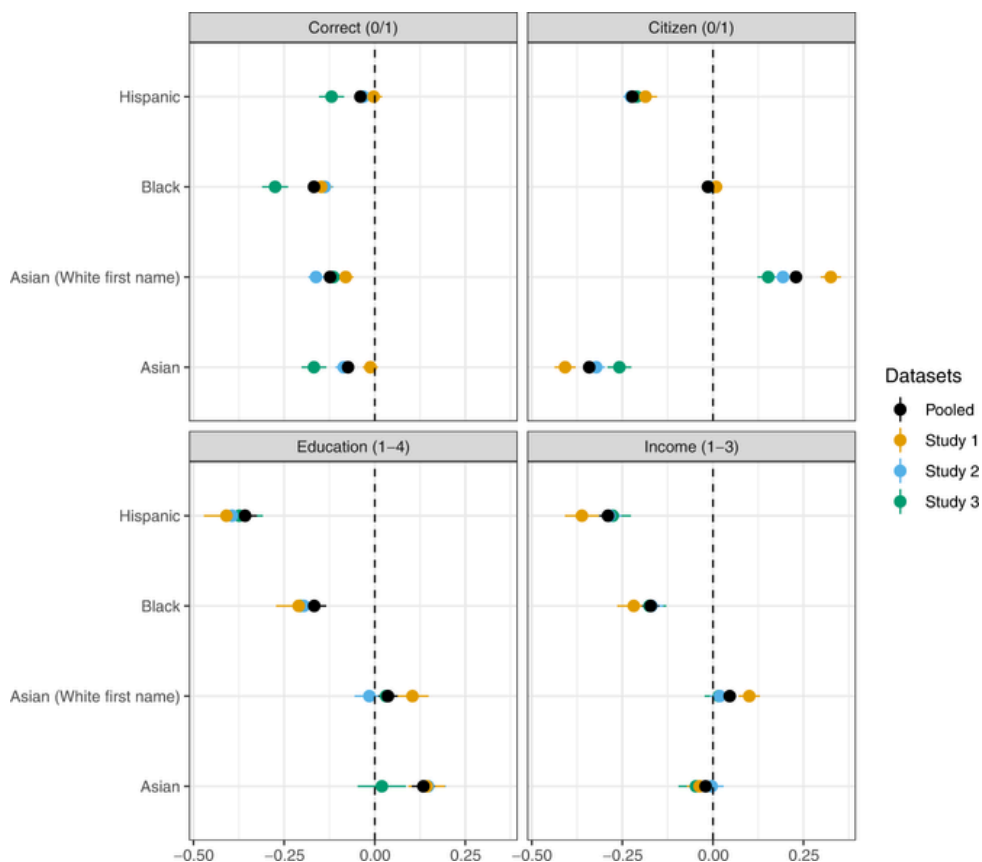 Correct (0/1)
Citizen (0/1)
Hispanic
Black
Asian (White first name)
Asian
Education (1−4)
Income (1−3)
Hispanic
Black
Asian (White first name)
Asian
−0.50
−0.25
0.00
0.25
−0.50
−0.25
0.00
0.25
Datasets
Pooled
Study 1
Study 2
Study 3